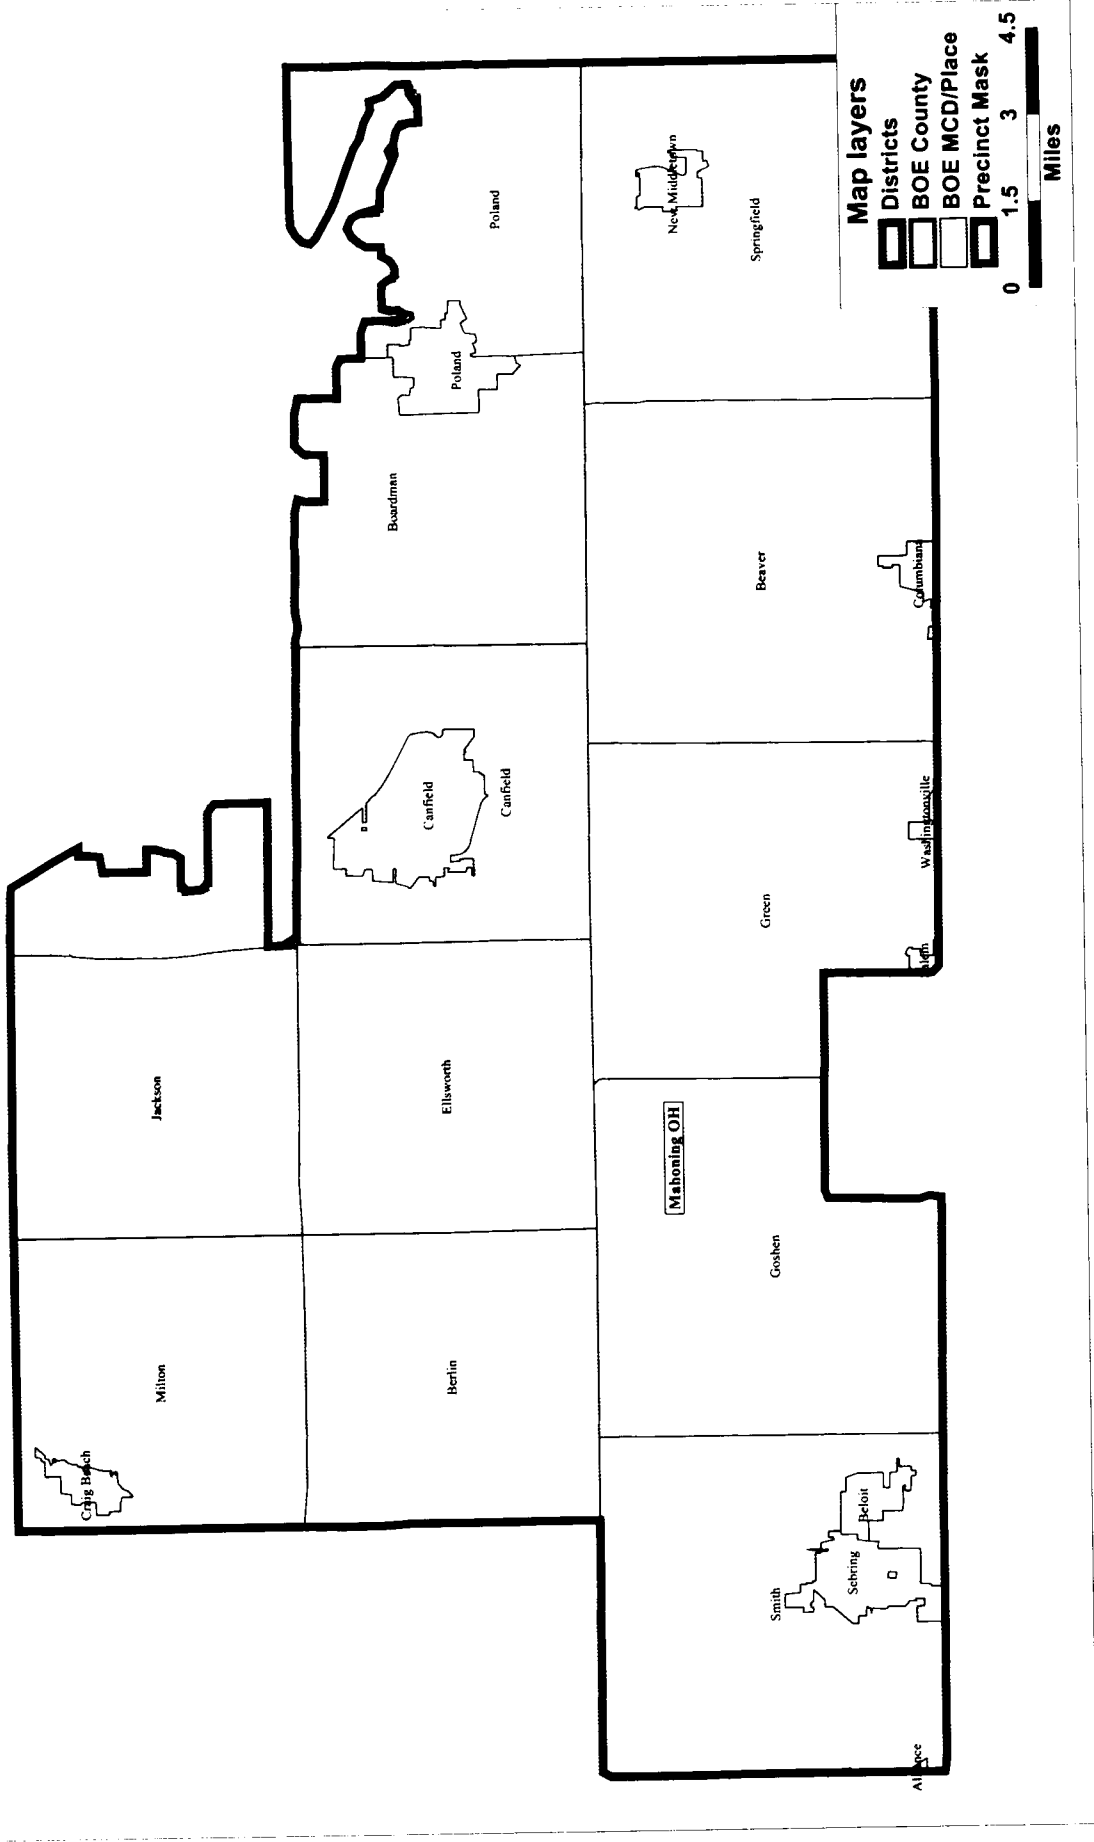 Craig Beach
Milton
Jackson
Berlin
Ellsworth
Canfield
Canfield
Boardman
Poland
Poland
Mahoning OH
Smith
Sebring
Beloit
Alliance
Goshen
Green
Washingtonville
Beaver
Columbiana
New Middletown
Springfield
Map layers
Districts
BOE County
BOE MCD/Place
Precinct Mask
0 1.5 3 4.5
Miles